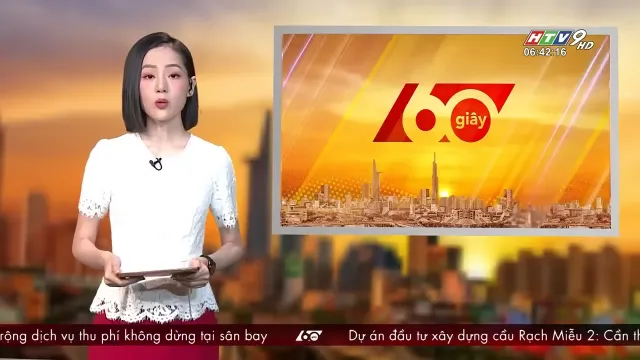 HTV9 HD
06:42:16
60 giây
rộng dịch vụ thu phí không dừng tại sân bay
60
Dự án đầu tư xây dựng cầu Rạch Miễu 2: Cần